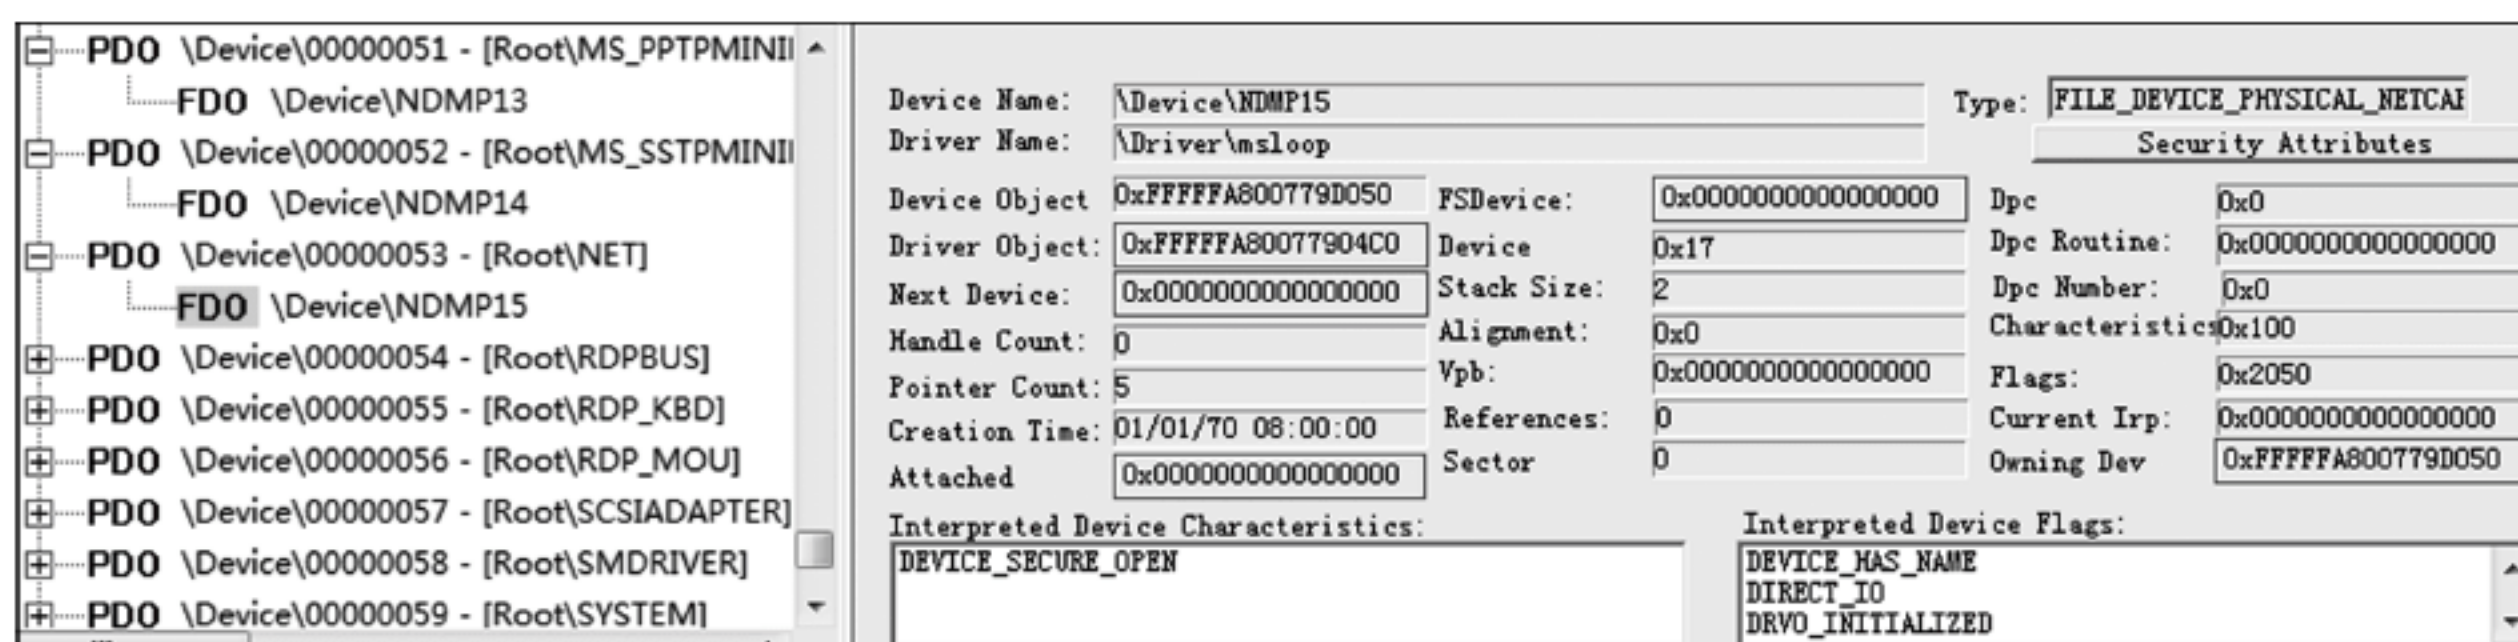 PDO \Device\00000051 - [Root\MS_PPTPMINII
FDO \Device\NDMP13
PDO \Device\00000052 - [Root\MS_SSTPMINII
FDO \Device\NDMP14
PDO \Device\00000053 - [Root\NET]
FDO \Device\NDMP15
PDO \Device\00000054 - [Root\RDPBUS]
PDO \Device\00000055 - [Root\RDP_KBD]
PDO \Device\00000056 - [Root\RDP_MOU]
PDO \Device\00000057 - [Root\SCSIADAPTER]
PDO \Device\00000058 - [Root\SMDRIVER]
PDO \Device\00000059 - [Root\SYSTEM]
Device Name: \Device\NDMP15 Type: FILE_DEVICE_PHYSICAL_NETCAF
Driver Name: \Driver\msloop Security Attributes
Device Object 0xFFFFFA800779D050 FSDevice: 0x0000000000000000 Dpc 0x0
Driver Object: 0xFFFFFA80077904C0 Device 0x17 Dpc Routine: 0x0000000000000000
Next Device: 0x0000000000000000 Stack Size: 2 Dpc Number: 0x0
Handle Count: 0 Alignment: 0x0 Characteristics 0x100
Pointer Count: 5 Vpb: 0x0000000000000000 Flags: 0x2050
Creation Time: 01/01/70 08:00:00 References: 0 Current Irp: 0x0000000000000000
Attached 0x0000000000000000 Sector 0 Owning Dev 0xFFFFFA800779D050
Interpreted Device Characteristics: Interpreted Device Flags:
DEVICE_SECURE_OPEN DEVICE_HAS_NAME
DIRECT_IO
DRVO_INITIALIZED